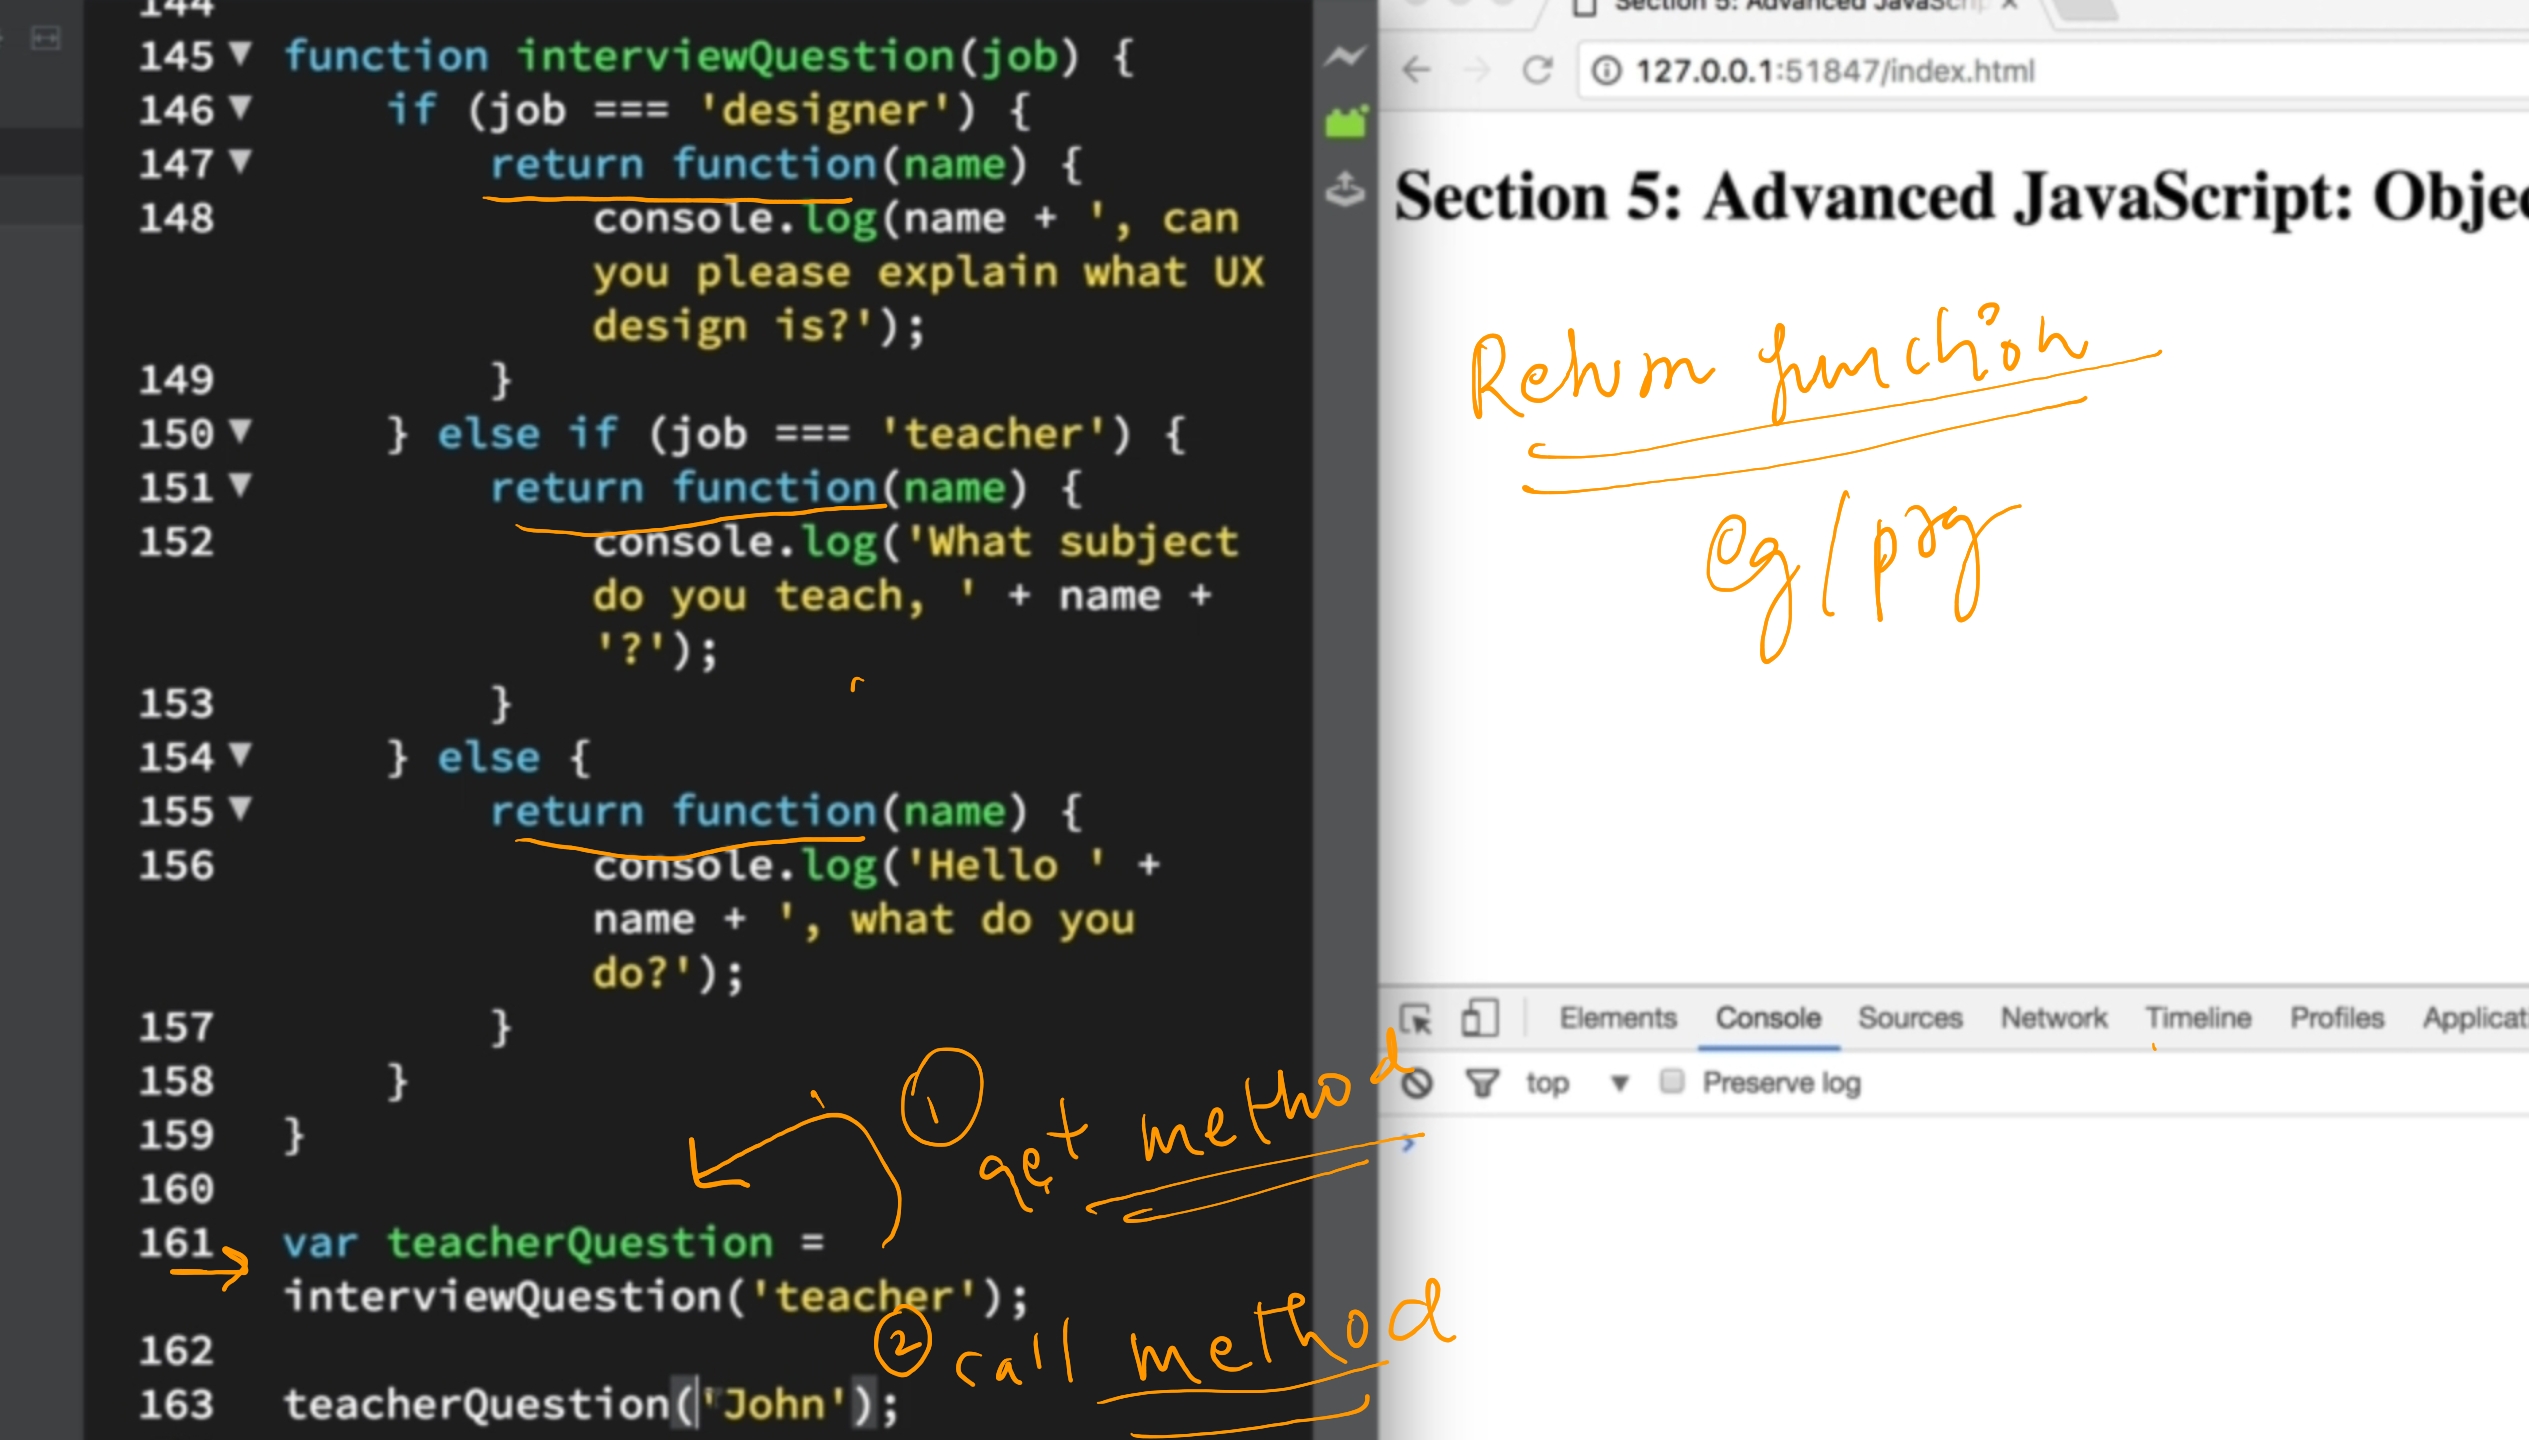 144
145 function interviewQuestion(job) {
146 if (job === 'designer') {
147 return function(name) {
148 console.log(name + ', can
you please explain what UX
design is?');
149 }
150 } else if (job === 'teacher') {
151 return function(name) {
152 console.log('What subject
do you teach, ' + name +
'?');
153 }
154 } else {
155 return function(name) {
156 console.log('Hello ' +
name + ', what do you
do?');
157 }
158 }
159 }
160
161 var teacherQuestion =
interviewQuestion('teacher');
162
163 teacherQuestion('John');
1 get method
2 call method
Section 5: Advanced JavaScrip
127.0.0.1:51847/index.html
Section 5: Advanced JavaScript: Objec
Return function
eg/prg
Elements Console Sources Network Timeline Profiles Applicat
top Preserve log